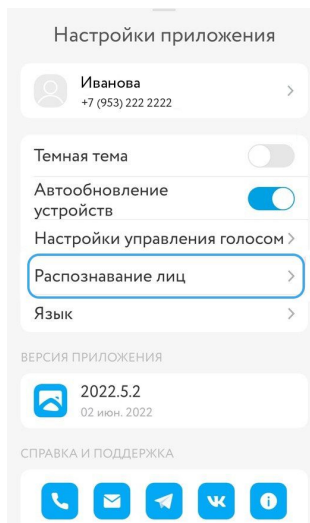 Настройки приложения
Иванова
+7 (953) 222 2222
Темная тема
Автообновление
устройств
Настройки управления голосом
Распознавание лиц
Язык
ВЕРСИЯ ПРИЛОЖЕНИЯ
2022.5.2
02 июн. 2022
СПРАВКА И ПОДДЕРЖКА